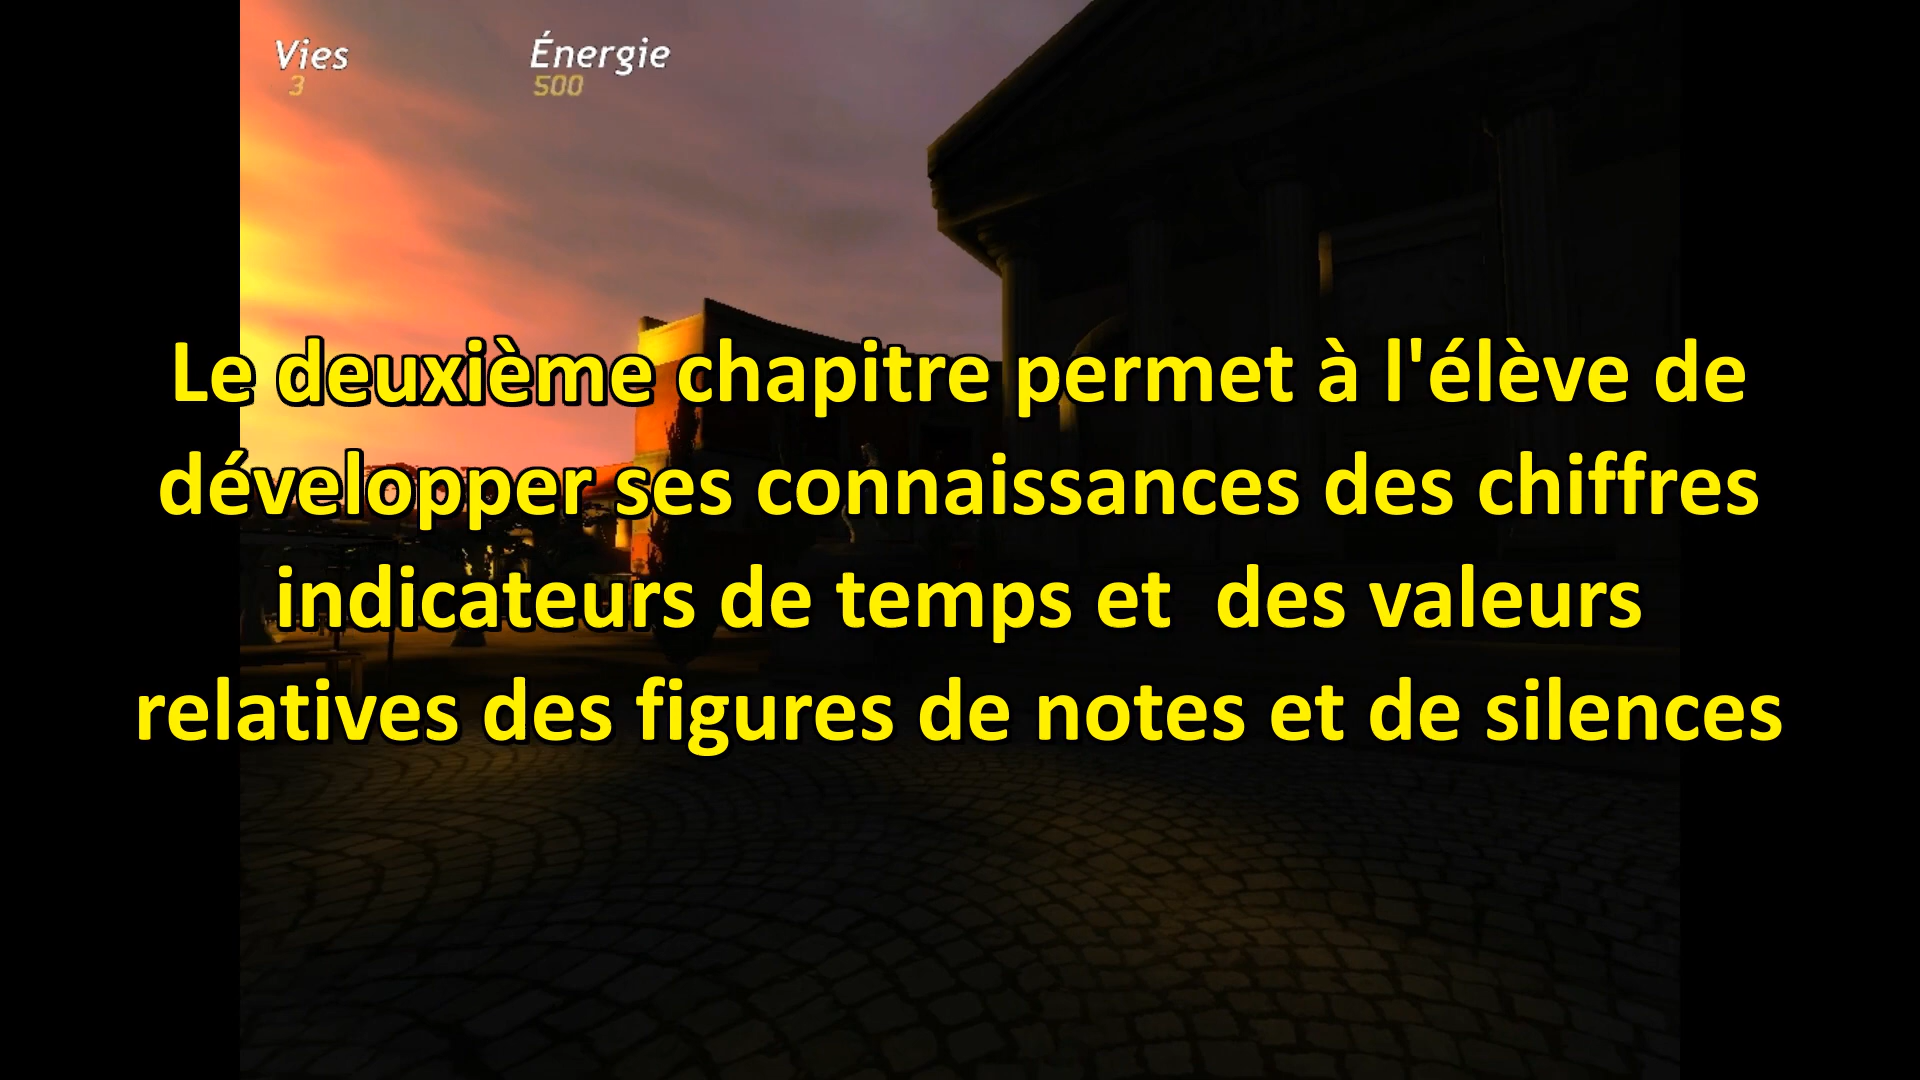 Vies Énergie
3 500
Le deuxième chapitre permet à l'élève de
développer ses connaissances des chiffres
indicateurs de temps et  des valeurs
relatives des figures de notes et de silences